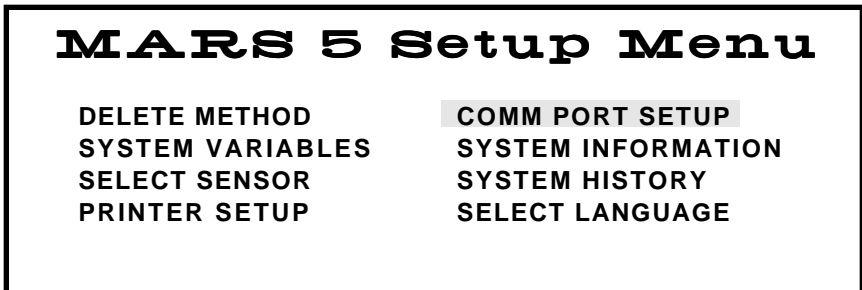 MARS 5 Setup Menu
DELETE METHOD
SYSTEM VARIABLES
SELECT SENSOR
PRINTER SETUP
COMM PORT SETUP
SYSTEM INFORMATION
SYSTEM HISTORY
SELECT LANGUAGE